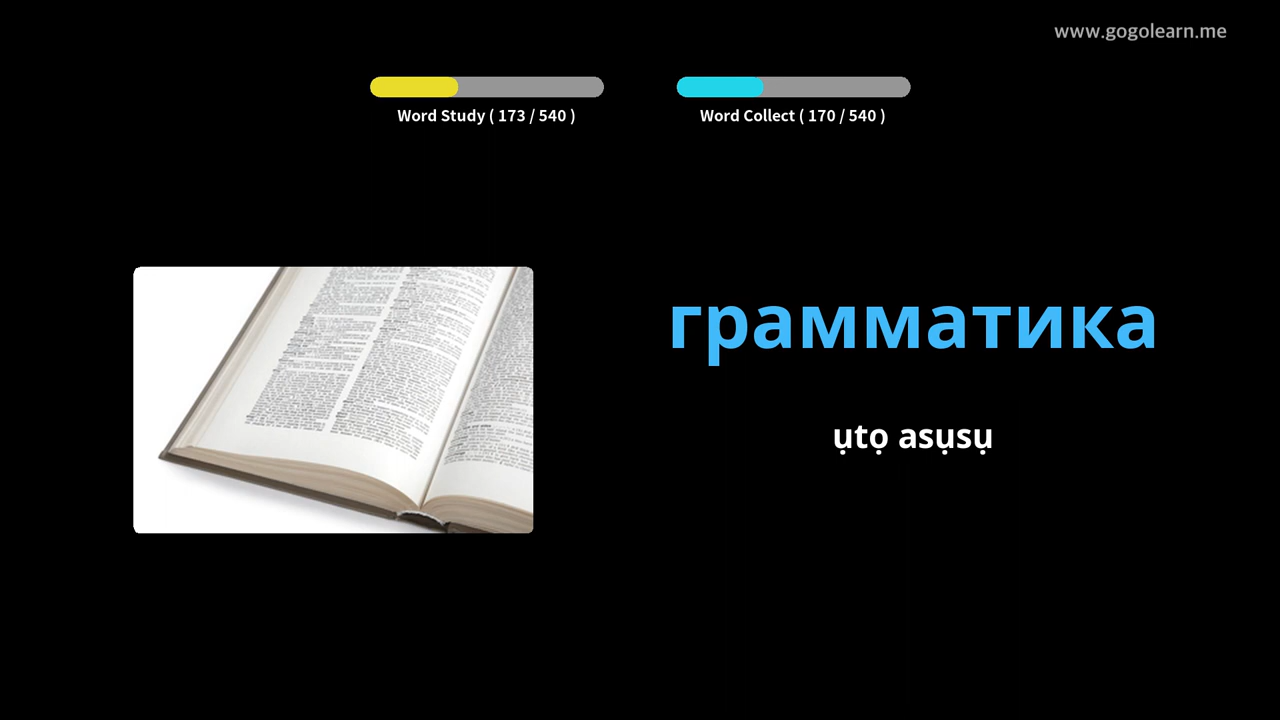 www.gogolearn.me
Word Study ( 173 / 540 )
Word Collect ( 170 / 540 )
грамматика
ụtọ asụsụ